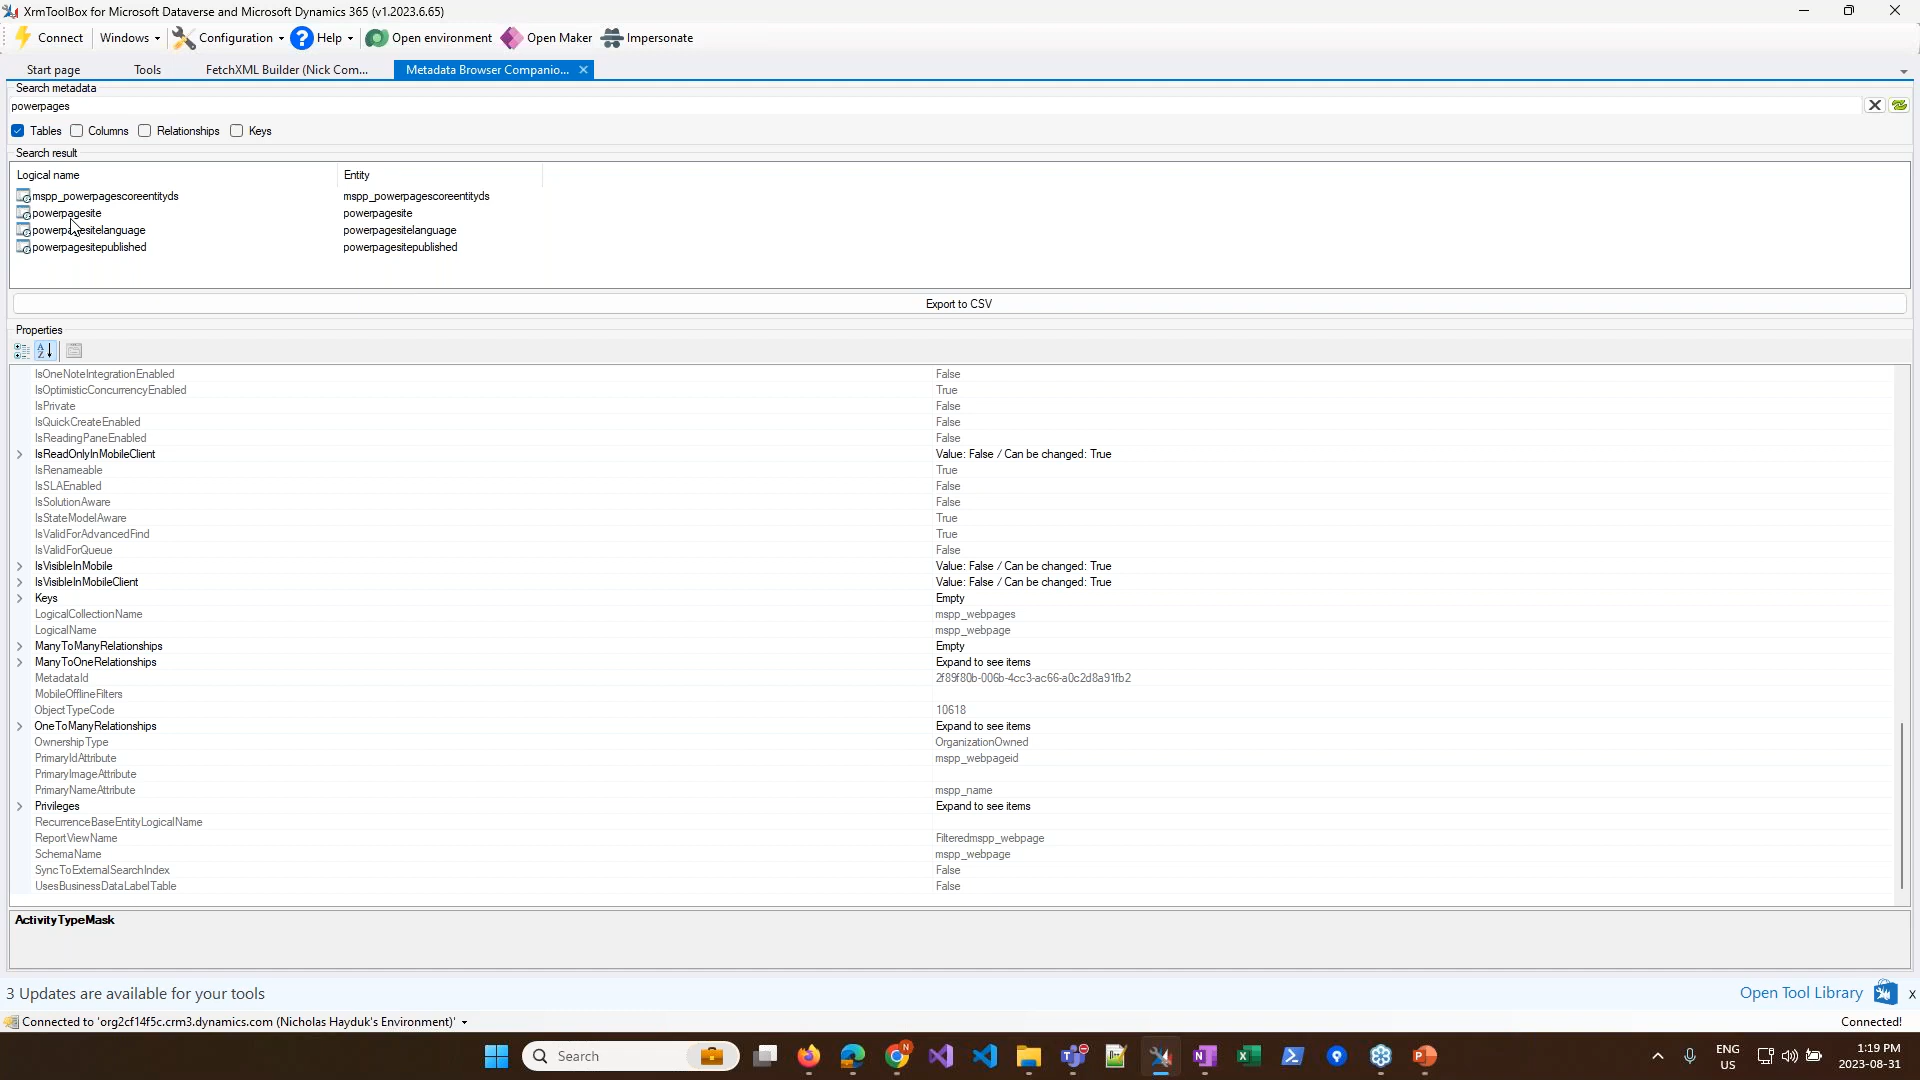 XrmToolBox for Microsoft Dataverse and Microsoft Dynamics 365 (v1.2023.6.65)
Connect Windows Configuration Help Open environment Open Maker Impersonate
Start page Tools FetchXML Builder (Nick Com... Metadata Browser Companio...
Search metadata
powerpages
Tables Columns Relationships Keys
Search result
Logical name Entity
mspp_powerpagescoreentityds mspp_powerpagescoreentityds
powerpagesite powerpagesite
powerpagesitelanguage powerpagesitelanguage
powerpagesitepublished powerpagesitepublished
Export to CSV
Properties
IsOneNoteIntegrationEnabled False
IsOptimisticConcurrencyEnabled True
IsPrivate False
IsQuickCreateEnabled False
IsReadingPaneEnabled False
IsReadOnlyInMobileClient Value: False / Can be changed: True
IsRenameable True
IsSLAEnabled False
IsSolutionAware False
IsStateModelAware True
IsValidForAdvancedFind True
IsValidForQueue False
IsVisibleInMobile Value: False / Can be changed: True
IsVisibleInMobileClient Value: False / Can be changed: True
Keys Empty
LogicalCollectionName mspp_webpages
LogicalName mspp_webpage
ManyToManyRelationships Empty
ManyToOneRelationships Expand to see items
MetadataId 2f89f80b-006b-4cc3-ac66-a0c2d8a91fb2
MobileOfflineFilters
ObjectTypeCode 10618
OneToManyRelationships Expand to see items
OwnershipType OrganizationOwned
PrimaryIdAttribute mspp_webpageid
PrimaryImageAttribute
PrimaryNameAttribute mspp_name
Privileges Expand to see items
RecurrenceBaseEntityLogicalName
ReportViewName Filteredmspp_webpage
SchemaName mspp_webpage
SyncToExternalSearchIndex False
UsesBusinessDataLabelTable False
ActivityTypeMask
3 Updates are available for your tools Open Tool Library x
Connected to 'org2cf14f5c.crm3.dynamics.com (Nicholas Hayduk's Environment)' Connected!
Search ENG 1:19 PM
US 2023-08-31